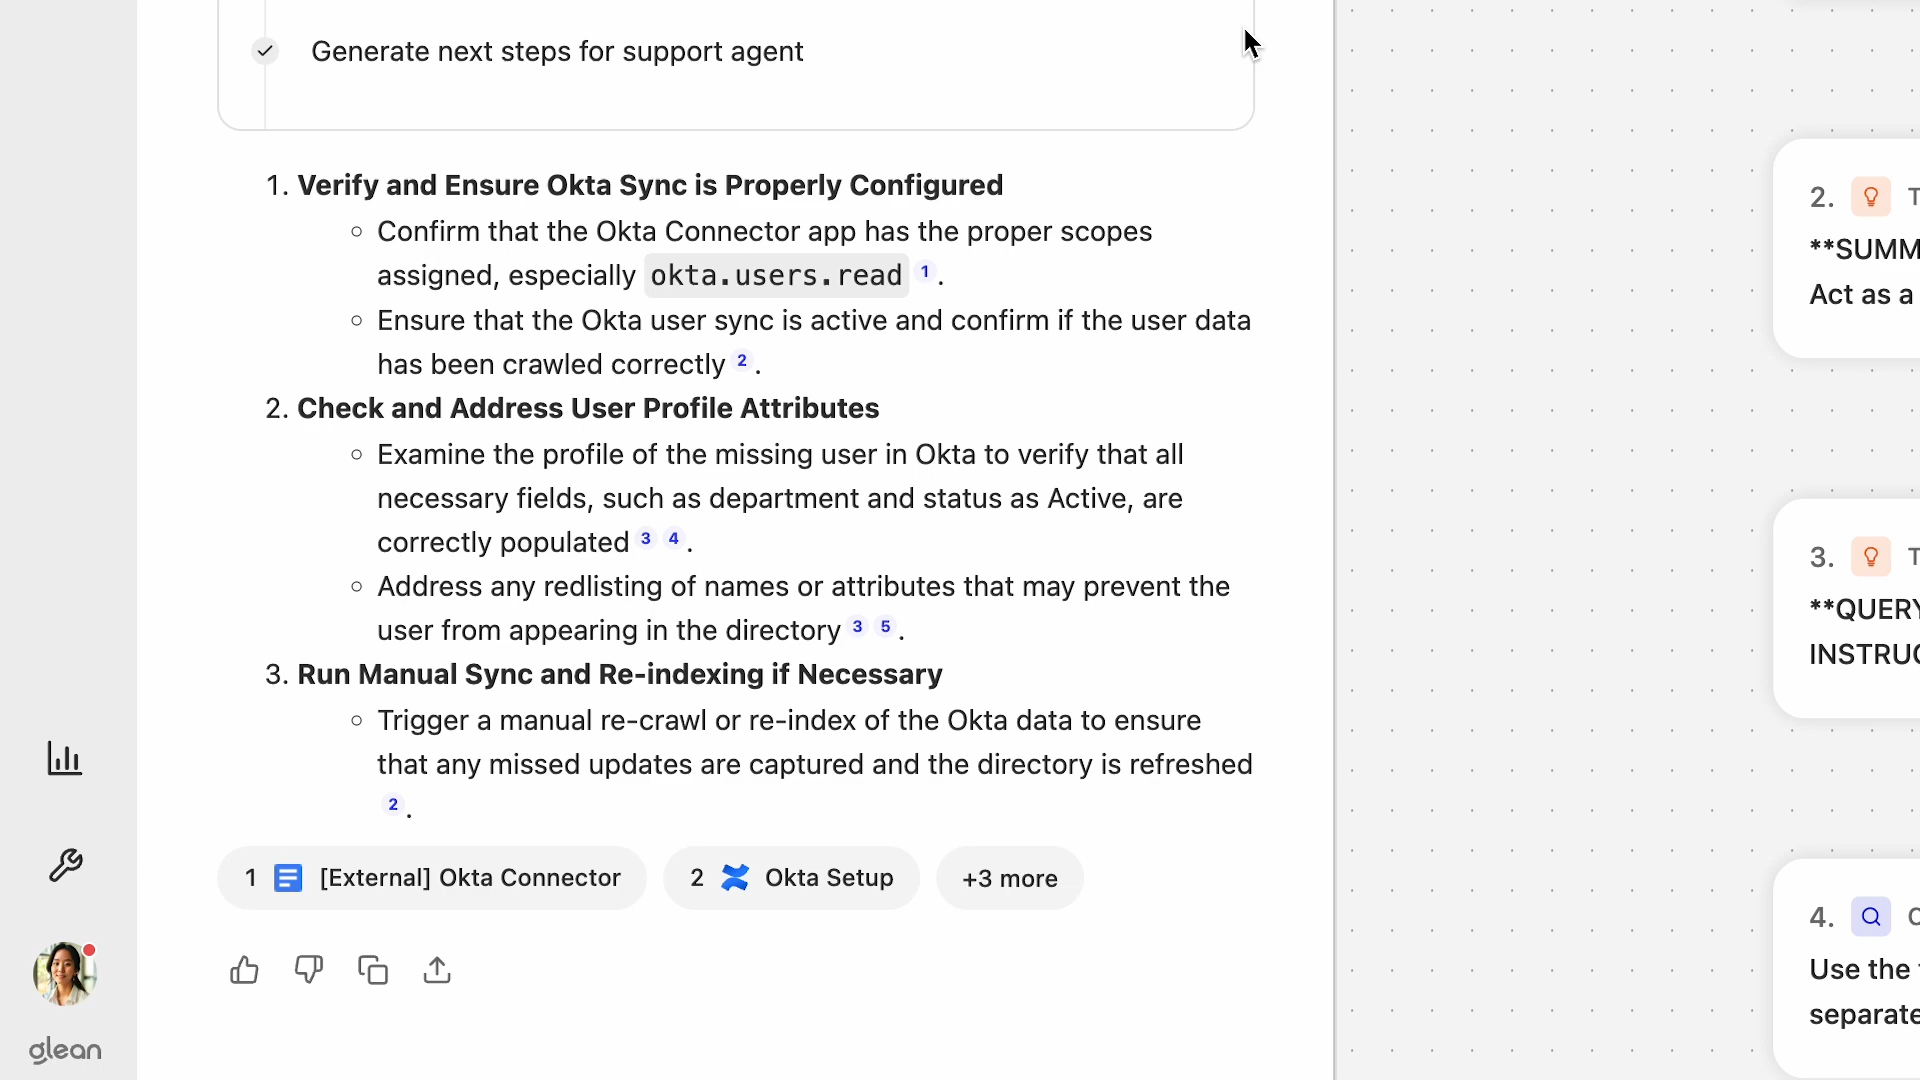 Generate next steps for support agent
1. Verify and Ensure Okta Sync is Properly Configured
Confirm that the Okta Connector app has the proper scopes
assigned, especially okta.users.read 1.
Ensure that the Okta user sync is active and confirm if the user data
has been crawled correctly 2.
2. Check and Address User Profile Attributes
Examine the profile of the missing user in Okta to verify that all
necessary fields, such as department and status as Active, are
correctly populated 3 4.
Address any redlisting of names or attributes that may prevent the
user from appearing in the directory 3 5.
3. Run Manual Sync and Re-indexing if Necessary
Trigger a manual re-crawl or re-index of the Okta data to ensure
that any missed updates are captured and the directory is refreshed
2.
1 [External] Okta Connector
2 Okta Setup
+3 more
glean
2.
**SUMM
Act as a
3.
**QUERY
INSTRUC
4.
Use the
separate